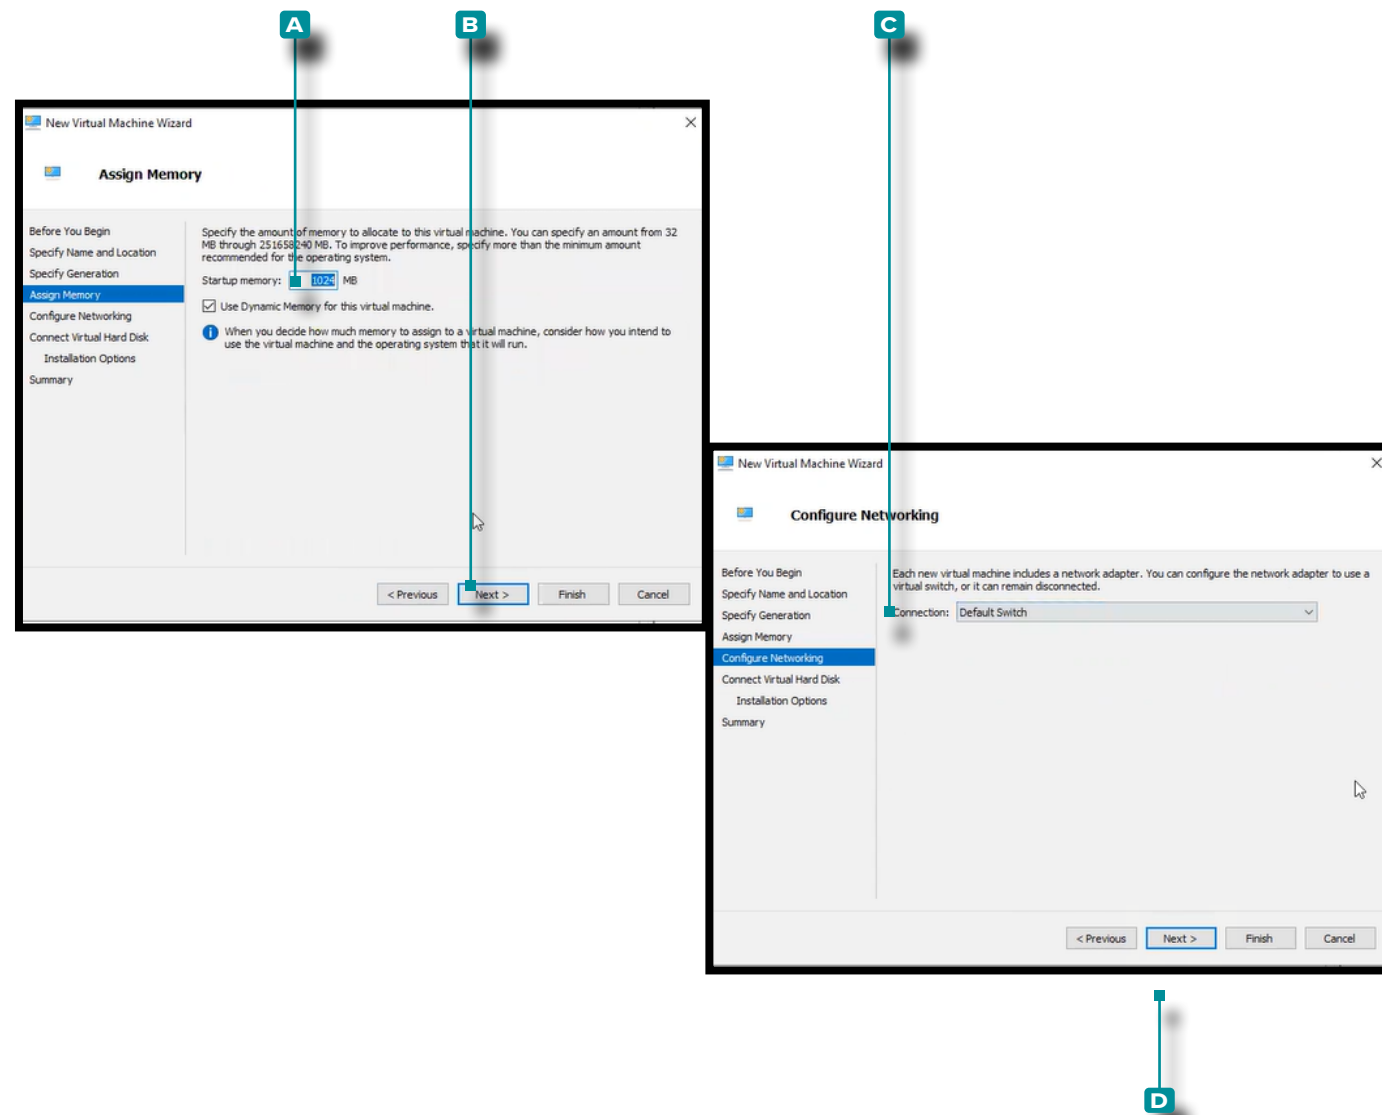 A
B
C
New Virtual Machine Wizard
Assign Memory
Before You Begin
Specify Name and Location
Specify Generation
Assign Memory
Configure Networking
Connect Virtual Hard Disk
Installation Options
Summary
Specify the amount of memory to allocate to this virtual machine. You can specify an amount from 32
MB through 251658240 MB. To improve performance, specify more than the minimum amount
recommended for the operating system.
Startup memory: 1024 MB
Use Dynamic Memory for this virtual machine.
When you decide how much memory to assign to a virtual machine, consider how you intend to
use the virtual machine and the operating system that it will run.
< Previous Next > Finish Cancel
New Virtual Machine Wizard
Configure Networking
Before You Begin
Specify Name and Location
Specify Generation
Assign Memory
Configure Networking
Connect Virtual Hard Disk
Installation Options
Summary
Each new virtual machine includes a network adapter. You can configure the network adapter to use a
virtual switch, or it can remain disconnected.
Connection: Default Switch
< Previous Next > Finish Cancel
D